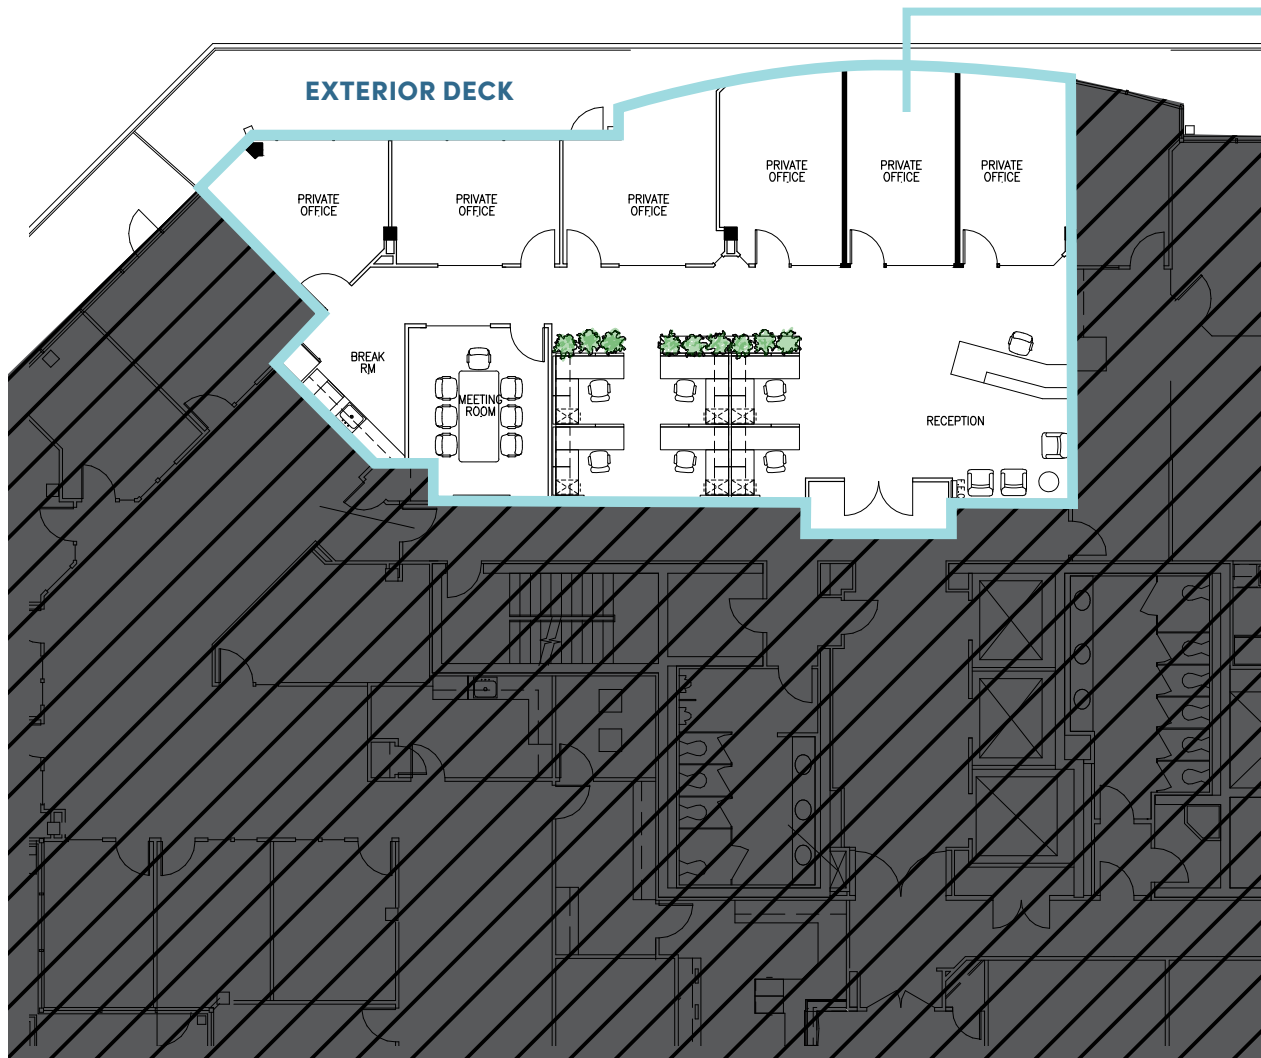 EXTERIOR DECK
PRIVATE
OFFICE
PRIVATE
OFFICE
PRIVATE
OFFICE
PRIVATE
OFFICE
PRIVATE
OFFICE
PRIVATE
OFFICE
BREAK
RM
MEETING
ROOM
RECEPTION